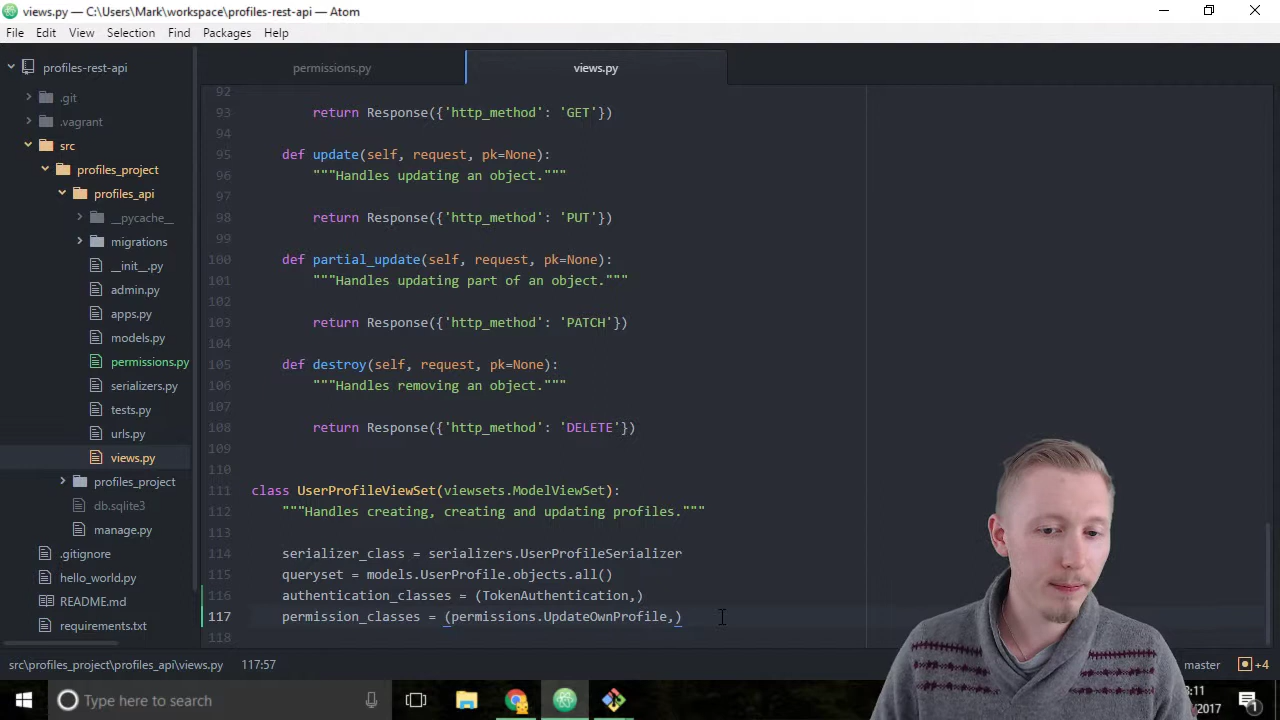 views.py — C:\Users\Mark\workspace\profiles-rest-api — Atom
File Edit View Selection Find Packages Help
profiles-rest-api
.git
.vagrant
src
profiles_project
profiles_api
__pycache__
migrations
__init__.py
admin.py
apps.py
models.py
permissions.py
serializers.py
tests.py
urls.py
views.py
profiles_project
db.sqlite3
manage.py
.gitignore
hello_world.py
README.md
requirements.txt
permissions.py views.py
92
93 return Response({'http_method': 'GET'})
94
95 def update(self, request, pk=None):
96 """Handles updating an object."""
97
98 return Response({'http_method': 'PUT'})
99
100 def partial_update(self, request, pk=None):
101 """Handles updating part of an object."""
102
103 return Response({'http_method': 'PATCH'})
104
105 def destroy(self, request, pk=None):
106 """Handles removing an object."""
107
108 return Response({'http_method': 'DELETE'})
109
110
111 class UserProfileViewSet(viewsets.ModelViewSet):
112 """Handles creating, creating and updating profiles."""
113
114 serializer_class = serializers.UserProfileSerializer
115 queryset = models.UserProfile.objects.all()
116 authentication_classes = (TokenAuthentication,)
117 permission_classes = (permissions.UpdateOwnProfile,)
118
src\profiles_project\profiles_api\views.py 117:57 master +4
Type here to search
:11
2017
1